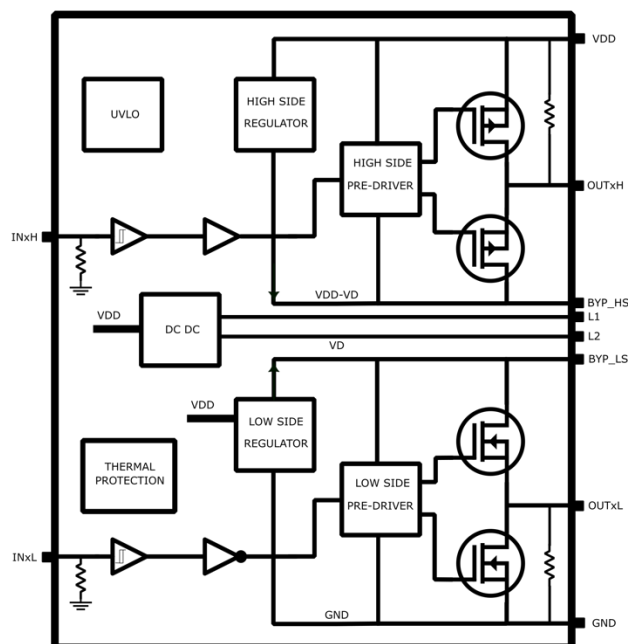 VDD
UVLO
HIGH SIDE
REGULATOR
HIGH SIDE
PRE-DRIVER
OUTxH
INxH
VDD-VD
BYP_HS
VDD
DC DC
L1
L2
VD
BYP_LS
VDD
LOW SIDE
REGULATOR
THERMAL
PROTECTION
LOW SIDE
PRE-DRIVER
OUTxL
INxL
GND
GND